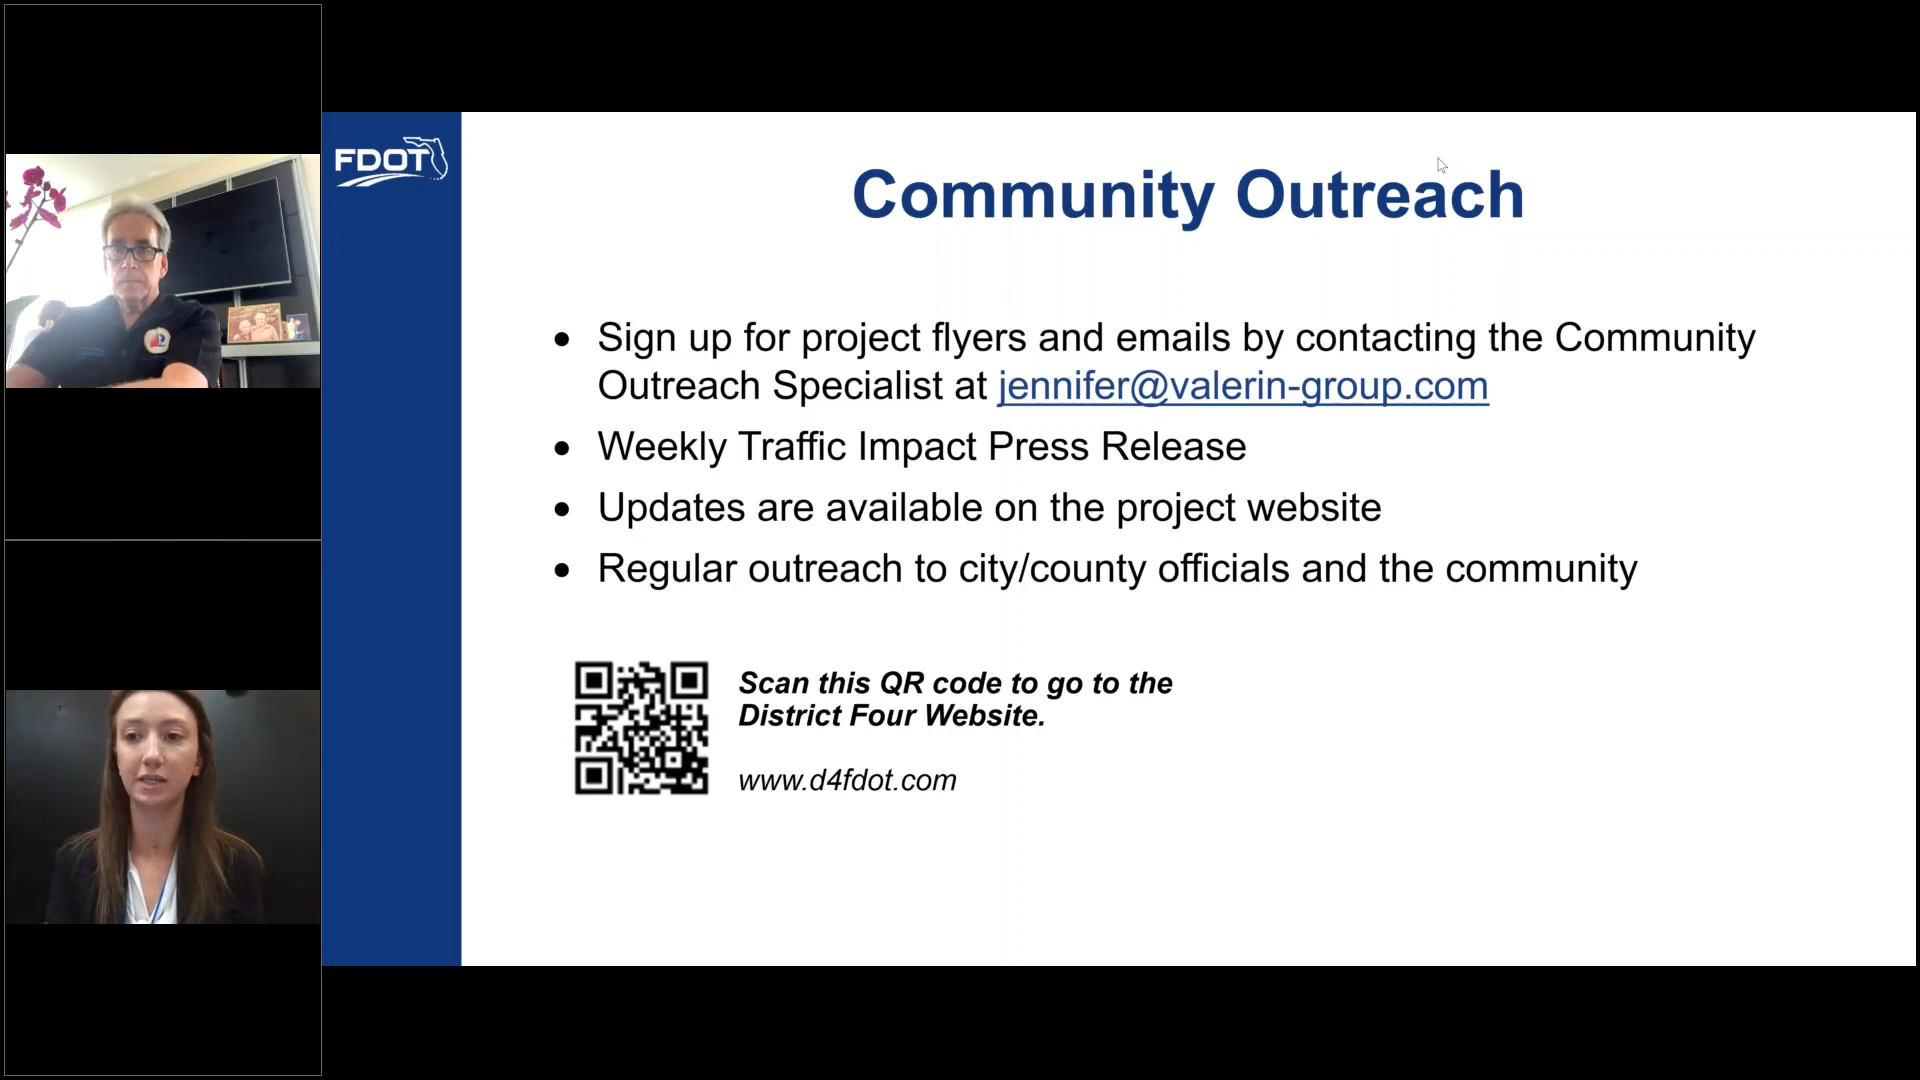 FDOT
Community Outreach
• Sign up for project flyers and emails by contacting the Community
Outreach Specialist at jennifer@valerin-group.com
• Weekly Traffic Impact Press Release
• Updates are available on the project website
• Regular outreach to city/county officials and the community
Scan this QR code to go to the
District Four Website.
www.d4fdot.com